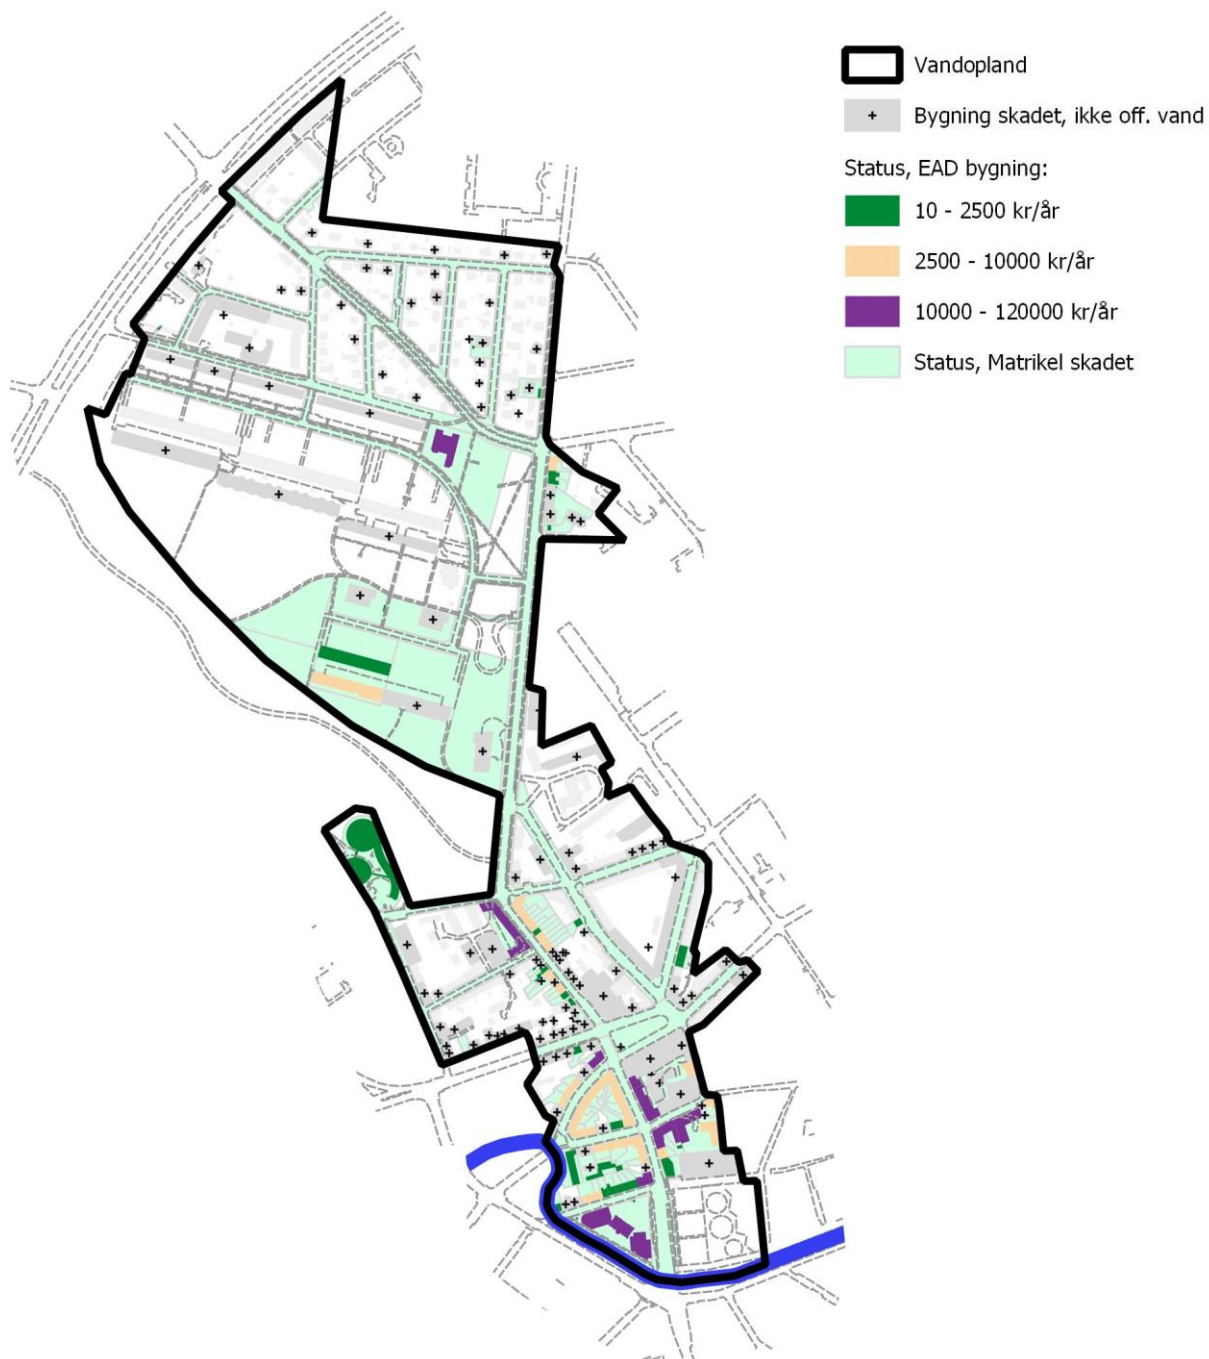 Vandopland
Bygning skadet, ikke off. vand
Status, EAD bygning:
10 - 2500 kr/år
2500 - 10000 kr/år
10000 - 120000 kr/år
Status, Matrikel skadet